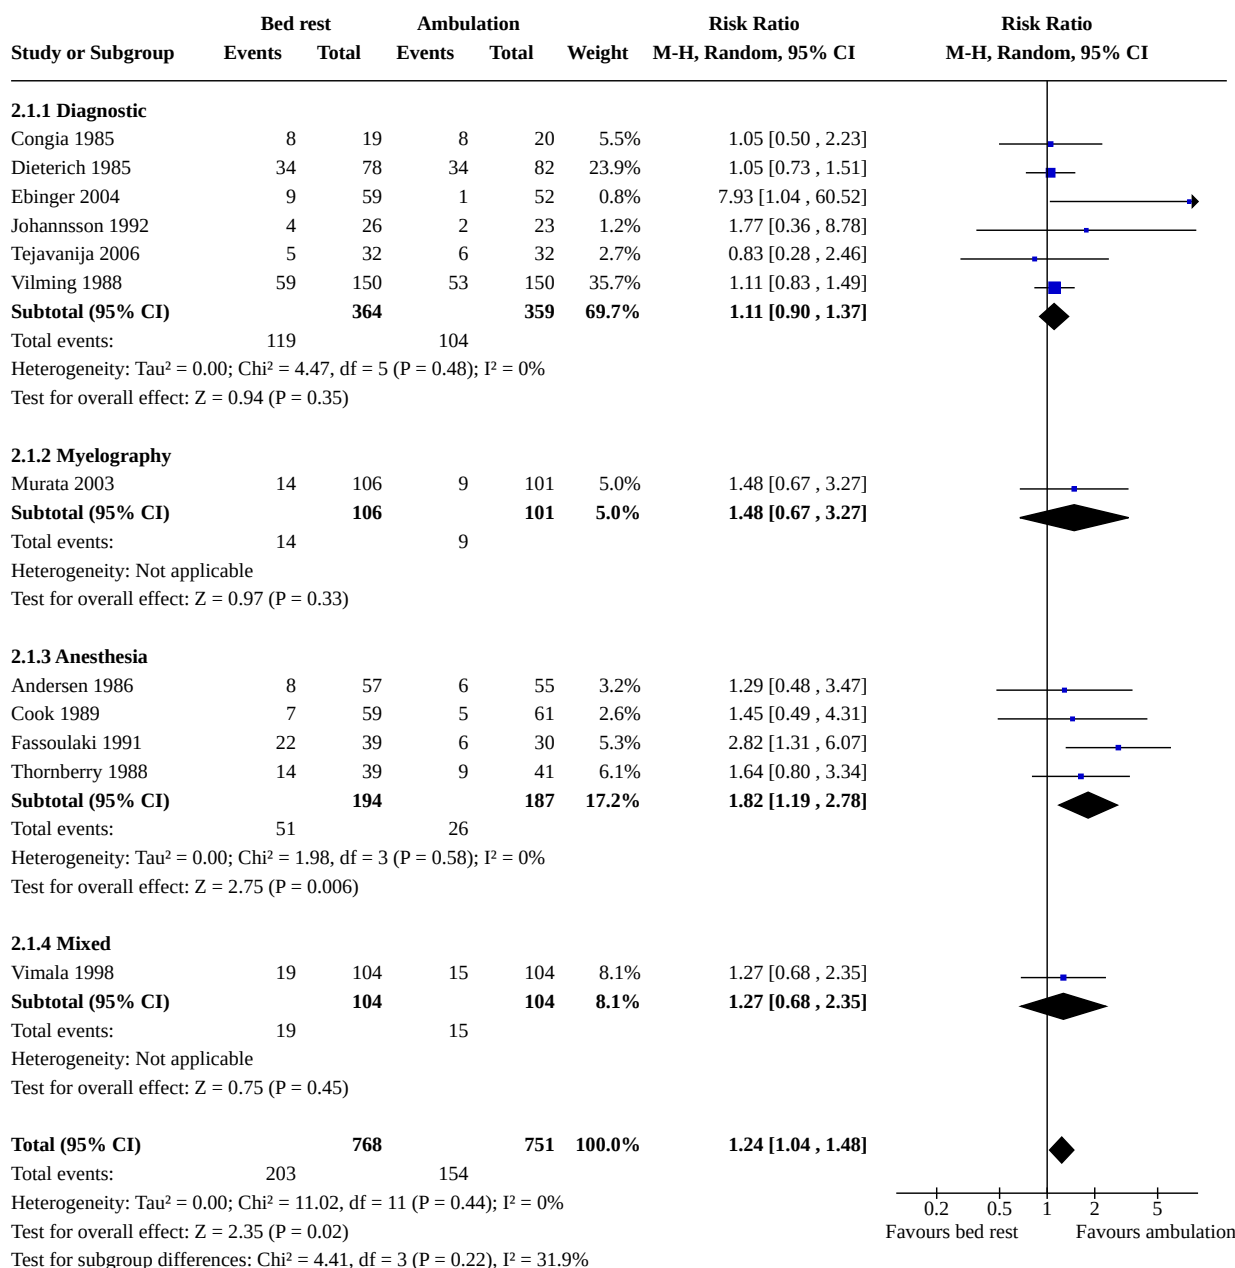 Bed rest Ambulation Risk Ratio Risk Ratio
Study or Subgroup Events Total Events Total Weight M-H, Random, 95% CI M-H, Random, 95% CI
2.1.1 Diagnostic
Congia 1985 8 19 8 20 5.5% 1.05 [0.50 , 2.23]
Dieterich 1985 34 78 34 82 23.9% 1.05 [0.73 , 1.51]
Ebinger 2004 9 59 1 52 0.8% 7.93 [1.04 , 60.52]
Johannsson 1992 4 26 2 23 1.2% 1.77 [0.36 , 8.78]
Tejavanija 2006 5 32 6 32 2.7% 0.83 [0.28 , 2.46]
Vilming 1988 59 150 53 150 35.7% 1.11 [0.83 , 1.49]
Subtotal (95% CI) 364 359 69.7% 1.11 [0.90 , 1.37]
Total events: 119 104
Heterogeneity: Tau² = 0.00; Chi² = 4.47, df = 5 (P = 0.48); I² = 0%
Test for overall effect: Z = 0.94 (P = 0.35)
2.1.2 Myelography
Murata 2003 14 106 9 101 5.0% 1.48 [0.67 , 3.27]
Subtotal (95% CI) 106 101 5.0% 1.48 [0.67 , 3.27]
Total events: 14 9
Heterogeneity: Not applicable
Test for overall effect: Z = 0.97 (P = 0.33)
2.1.3 Anesthesia
Andersen 1986 8 57 6 55 3.2% 1.29 [0.48 , 3.47]
Cook 1989 7 59 5 61 2.6% 1.45 [0.49 , 4.31]
Fassoulaki 1991 22 39 6 30 5.3% 2.82 [1.31 , 6.07]
Thornberry 1988 14 39 9 41 6.1% 1.64 [0.80 , 3.34]
Subtotal (95% CI) 194 187 17.2% 1.82 [1.19 , 2.78]
Total events: 51 26
Heterogeneity: Tau² = 0.00; Chi² = 1.98, df = 3 (P = 0.58); I² = 0%
Test for overall effect: Z = 2.75 (P = 0.006)
2.1.4 Mixed
Vimala 1998 19 104 15 104 8.1% 1.27 [0.68 , 2.35]
Subtotal (95% CI) 104 104 8.1% 1.27 [0.68 , 2.35]
Total events: 19 15
Heterogeneity: Not applicable
Test for overall effect: Z = 0.75 (P = 0.45)
Total (95% CI) 768 751 100.0% 1.24 [1.04 , 1.48]
Total events: 203 154
Heterogeneity: Tau² = 0.00; Chi² = 11.02, df = 11 (P = 0.44); I² = 0%
0.2 0.5 1 2 5
Test for overall effect: Z = 2.35 (P = 0.02) Favours bed rest Favours ambulation
Test for subgroup differences: Chi² = 4.41, df = 3 (P = 0.22), I² = 31.9%